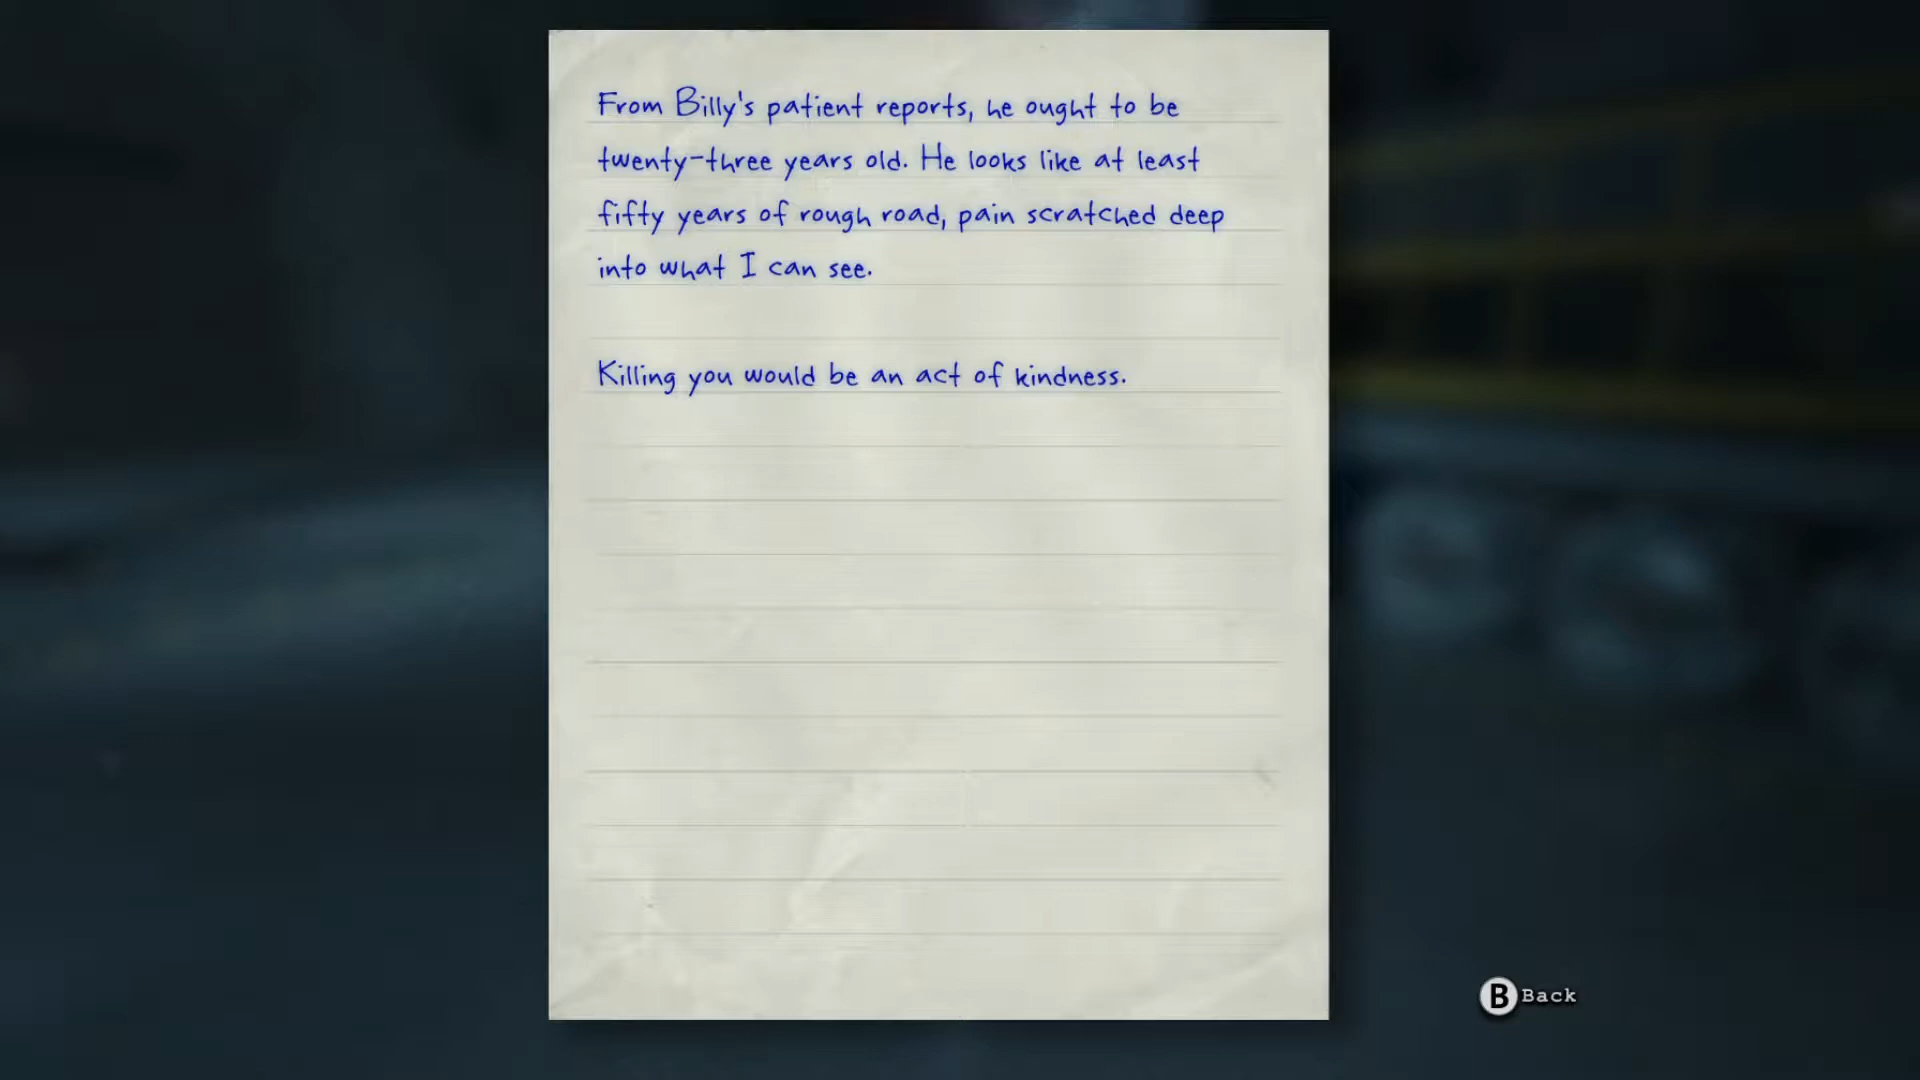 From Billy's patient reports, he ought to be
twenty-three years old. He looks like at least
fifty years of rough road, pain scratched deep
into what I can see.
Killing you would be an act of kindness.
B Back